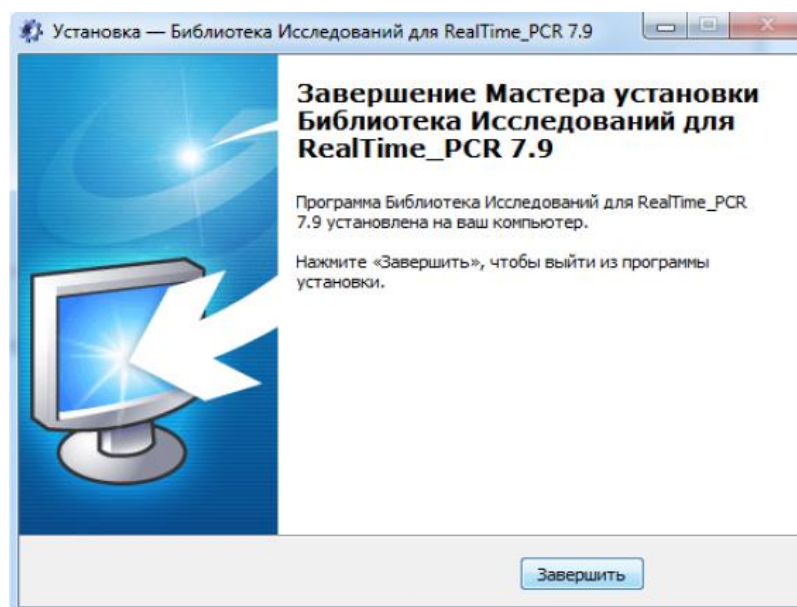 Установка — Библиотека Исследований для RealTime_PCR 7.9
Завершение Мастера установки
Библиотека Исследований для
RealTime_PCR 7.9
Программа Библиотека Исследований для RealTime_PCR
7.9 установлена на ваш компьютер.
Нажмите «Завершить», чтобы выйти из программы
установки.
Завершить